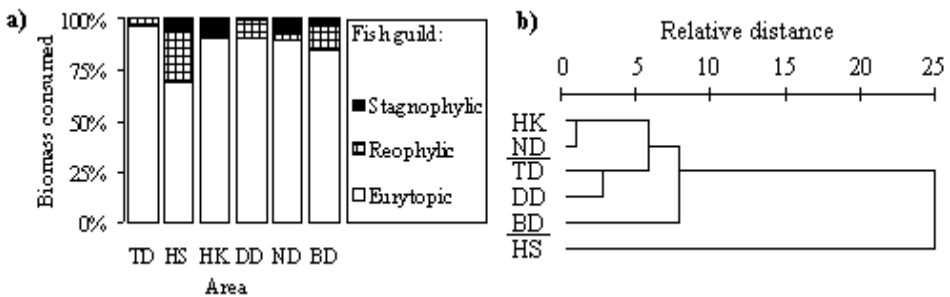 a)
100%
75%
50%
25%
0%
Biomass consumed
TD HS HK DD ND BD
Area
Fish guild:
Stagnophylic
Reophylic
Eurytopic
b)
Relative distance
0 5 10 15 20 25
HK
ND
TD
DD
BD
HS